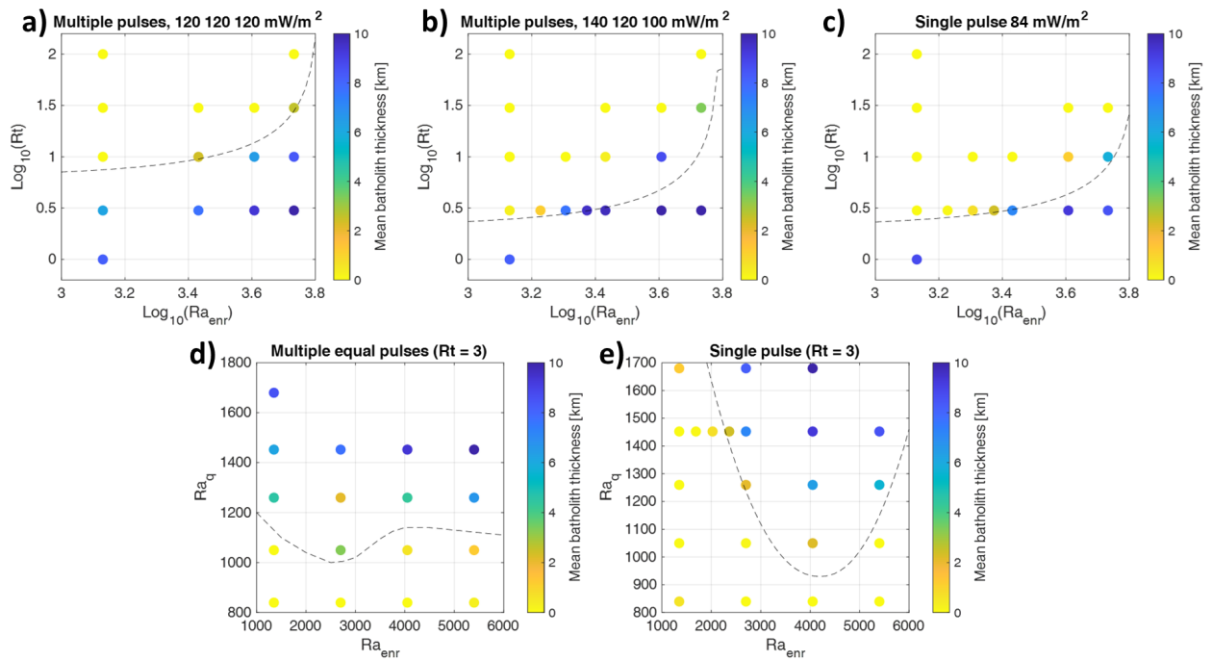 a) Multiple pulses, 120 120 120 mW/m²
2
1.5
1
0.5
0
Log₁₀(Rt)
3 3.2 3.4 3.6 3.8
Log₁₀(Ra_enr)
10
8
6
4
2
0
Mean batholith thickness [km]
b) Multiple pulses, 140 120 100 mW/m²
2
1.5
1
0.5
0
Log₁₀(Rt)
3 3.2 3.4 3.6 3.8
Log₁₀(Ra_enr)
10
8
6
4
2
0
Mean batholith thickness [km]
c) Single pulse 84 mW/m²
2
1.5
1
0.5
0
Log₁₀(Rt)
3 3.2 3.4 3.6 3.8
Log₁₀(Ra_enr)
10
8
6
4
2
0
Mean batholith thickness [km]
d) Multiple equal pulses (Rt = 3)
1800
1600
1400
1200
1000
800
Ra_q
1000 2000 3000 4000 5000 6000
Ra_enr
10
8
6
4
2
0
Mean batholith thickness [km]
e) Single pulse (Rt = 3)
1700
1600
1500
1400
1300
1200
1100
1000
900
800
Ra_q
1000 2000 3000 4000 5000 6000
Ra_enr
10
8
6
4
2
0
Mean batholith thickness [km]